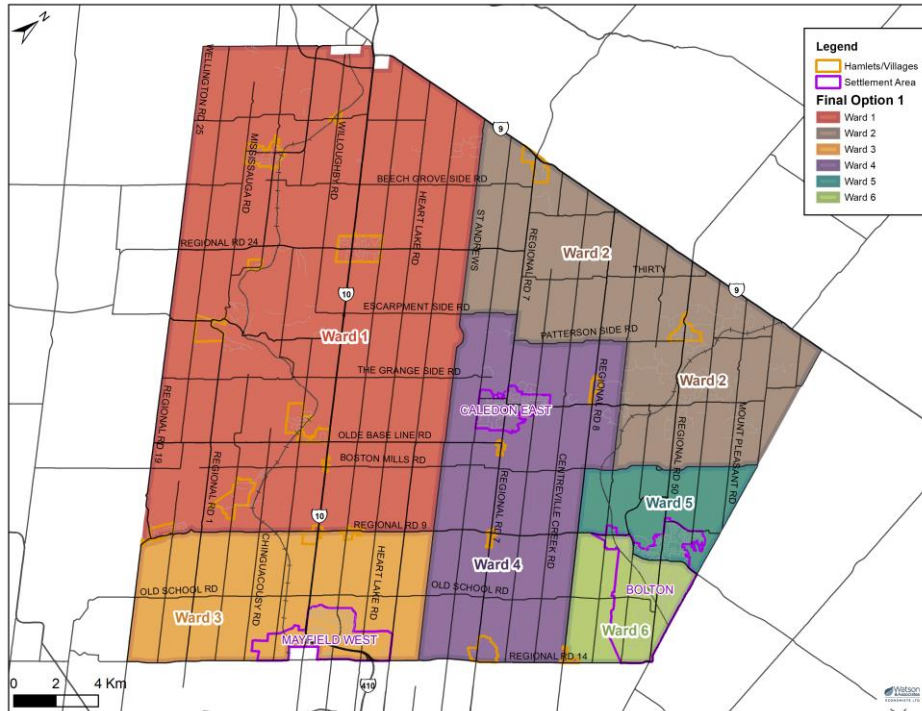 N
Legend
Hamlets/Villages
Settlement Area
Final Option 1
Ward 1
Ward 2
Ward 3
Ward 4
Ward 5
Ward 6
WELLINGTON RD 25
MISSISSAUGA RD
WILLOUGHBY RD
9
BEECH GROVE SIDE RD
HEART LAKE RD
ST ANDREWS
REGIONAL RD 7
REGIONAL RD 24
Ward 2
THIRTY
9
10
ESCARPMENT SIDE RD
Ward 1
PATTERSON SIDE RD
THE GRANGE SIDE RD
REGIONAL RD 8
Ward 2
CALEDON EAST
REGIONAL RD 19
OLDE BASE LINE RD
MOUNT PLEASANT RD
REGIONAL RD 50
BOSTON MILLS RD
REGIONAL RD 1
REGIONAL RD 7
CENTREVILLE CREEK RD
Ward 5
10
REGIONAL RD 9
CHINGUACOUSY RD
HEART LAKE RD
Ward 4
OLD SCHOOL RD
OLD SCHOOL RD
BOLTON
Ward 3
Ward 6
MAYFIELD WEST
REGIONAL RD 14
410
0 2 4 Km
Watson
& Associates
ECONOMISTS LTD.